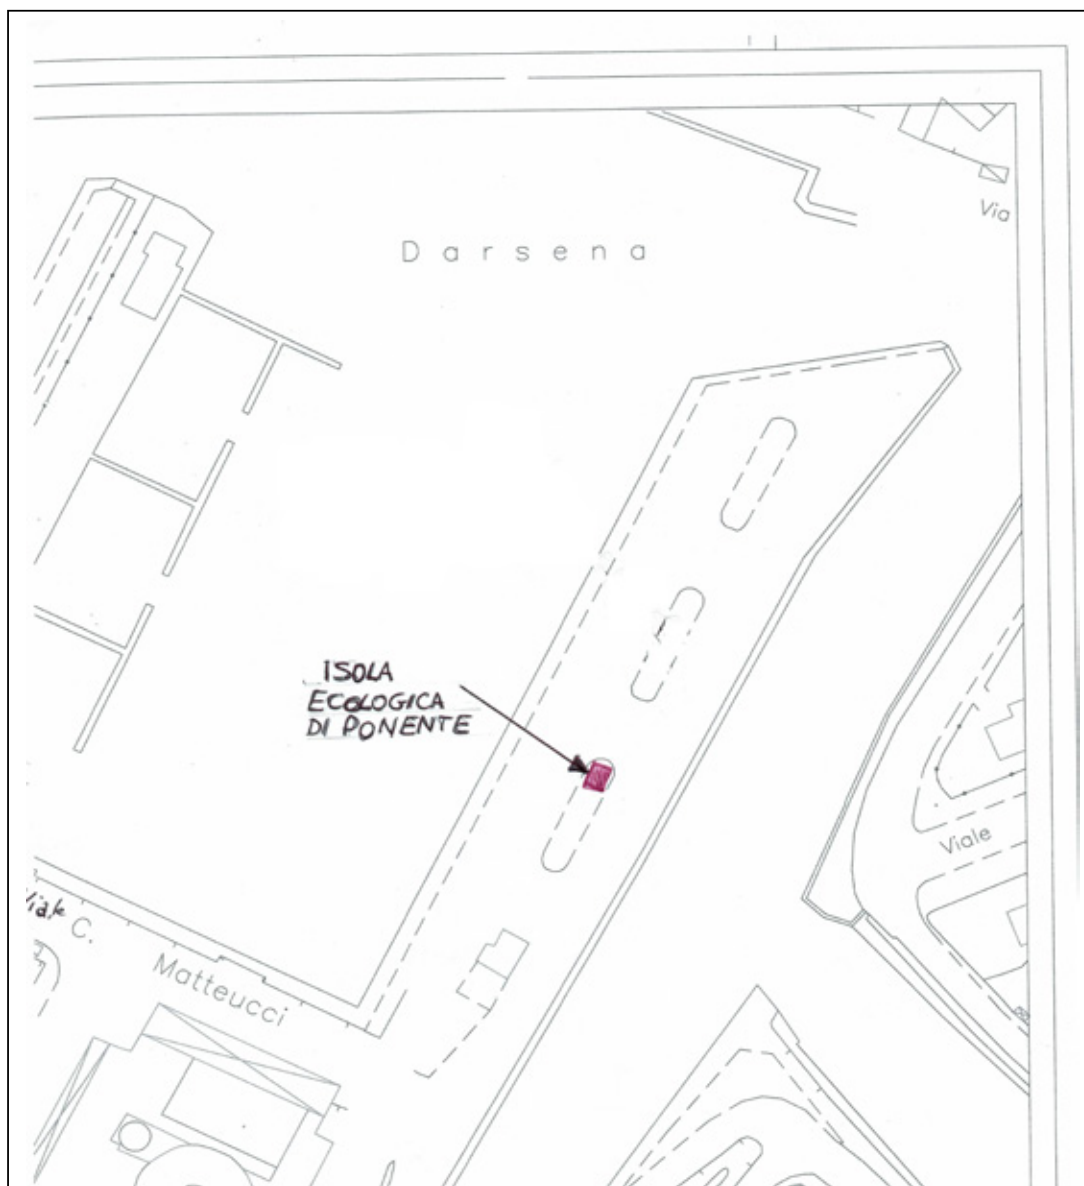 Via
Darsena
ISOLA
ECOLOGICA
DI PONENTE
Viale
Viale C.
Matteucci